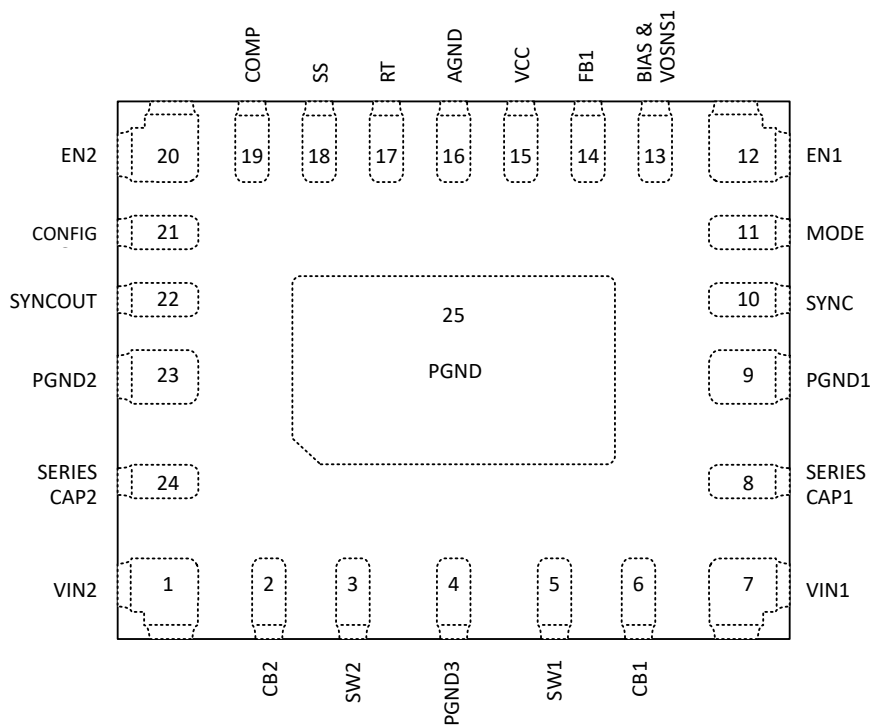 COMP
SS
RT
AGND
VCC
FB1
BIAS &
VOSNS1
EN2
20
19
18
17
16
15
14
13
12
EN1
CONFIG
21
11
MODE
SYNCOUT
22
10
SYNC
25
PGND
PGND2
23
9
PGND1
SERIES
CAP2
24
8
SERIES
CAP1
VIN2
1
2
3
4
5
6
7
VIN1
CB2
SW2
PGND3
SW1
CB1